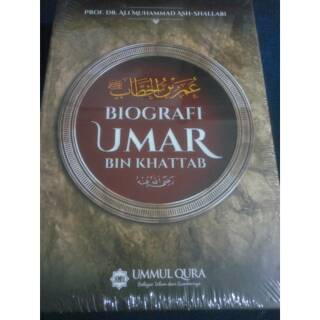 PROF. DR. ALI MUHAMMAD ASH-SHALLABI
عمر بن الخطاب
BIOGRAFI
UMAR
BIN KHATTAB
رضي الله عنه
UMMUL QURA